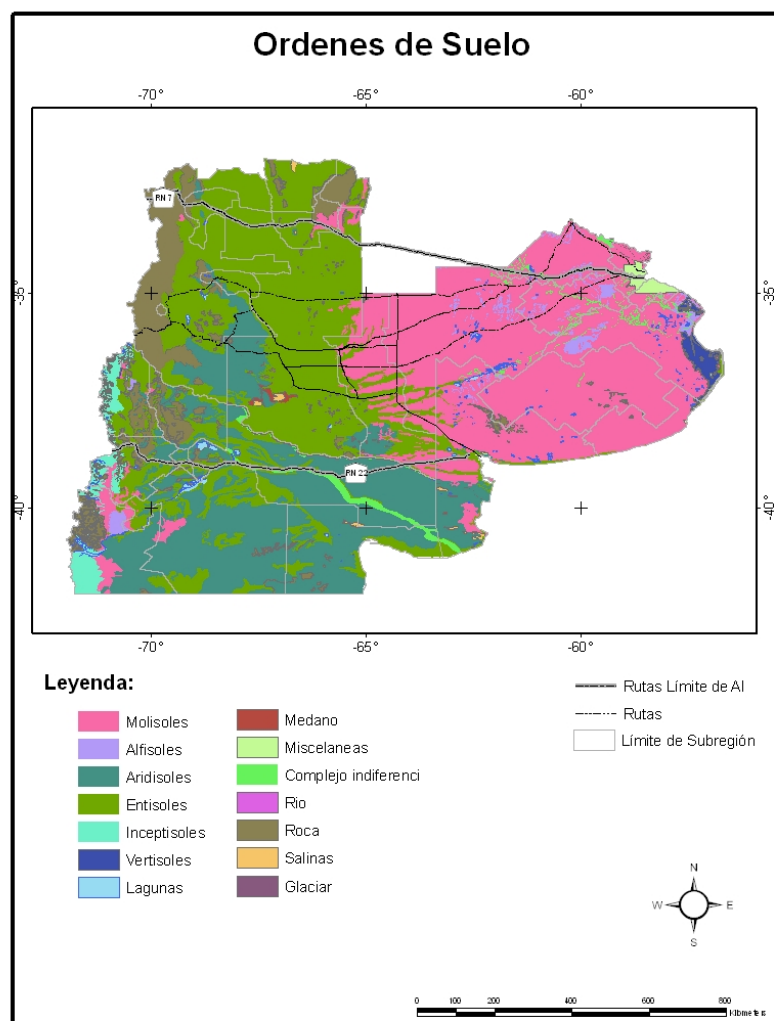 Ordenes de Suelo
-70° -65° -60°
RN 7
-35° -35°
RN 22
-40° -40°
-70° -65° -60°
Leyenda:
Molisoles
Alfisoles
Aridisoles
Entisoles
Inceptisoles
Vertisoles
Lagunas
Medano
Miscelaneas
Complejo indiferenci
Rio
Roca
Salinas
Glaciar
Rutas Límite de AI
Rutas
Límite de Subregión
N
W E
S
0 100 200 400 600 800
Kilometers